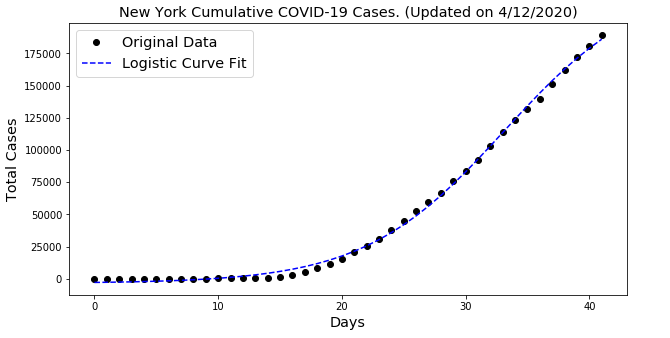 New York Cumulative COVID-19 Cases. (Updated on 4/12/2020)
Original Data
Logistic Curve Fit
Total Cases
175000
150000
125000
100000
75000
50000
25000
0
0 10 20 30 40
Days